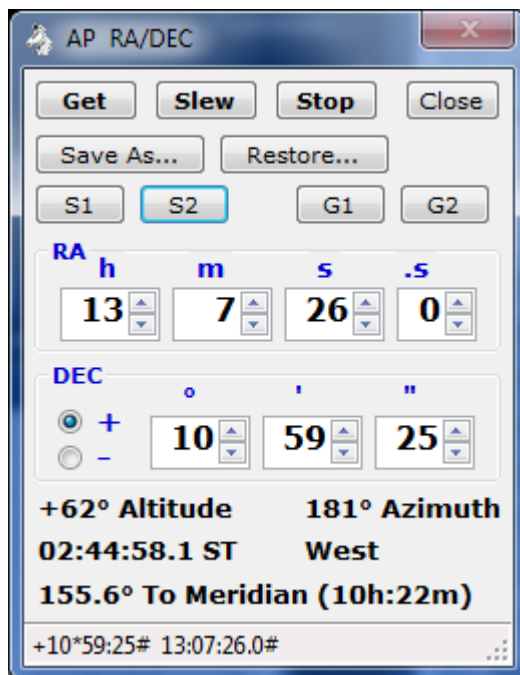 AP RA/DEC
Get Slew Stop Close
Save As... Restore...
S1 S2 G1 G2
RA
h m s .s
13 7 26 0
DEC
° ' "
+ 10 59 25
-
+62° Altitude 181° Azimuth
02:44:58.1 ST West
155.6° To Meridian (10h:22m)
+10*59:25# 13:07:26.0#